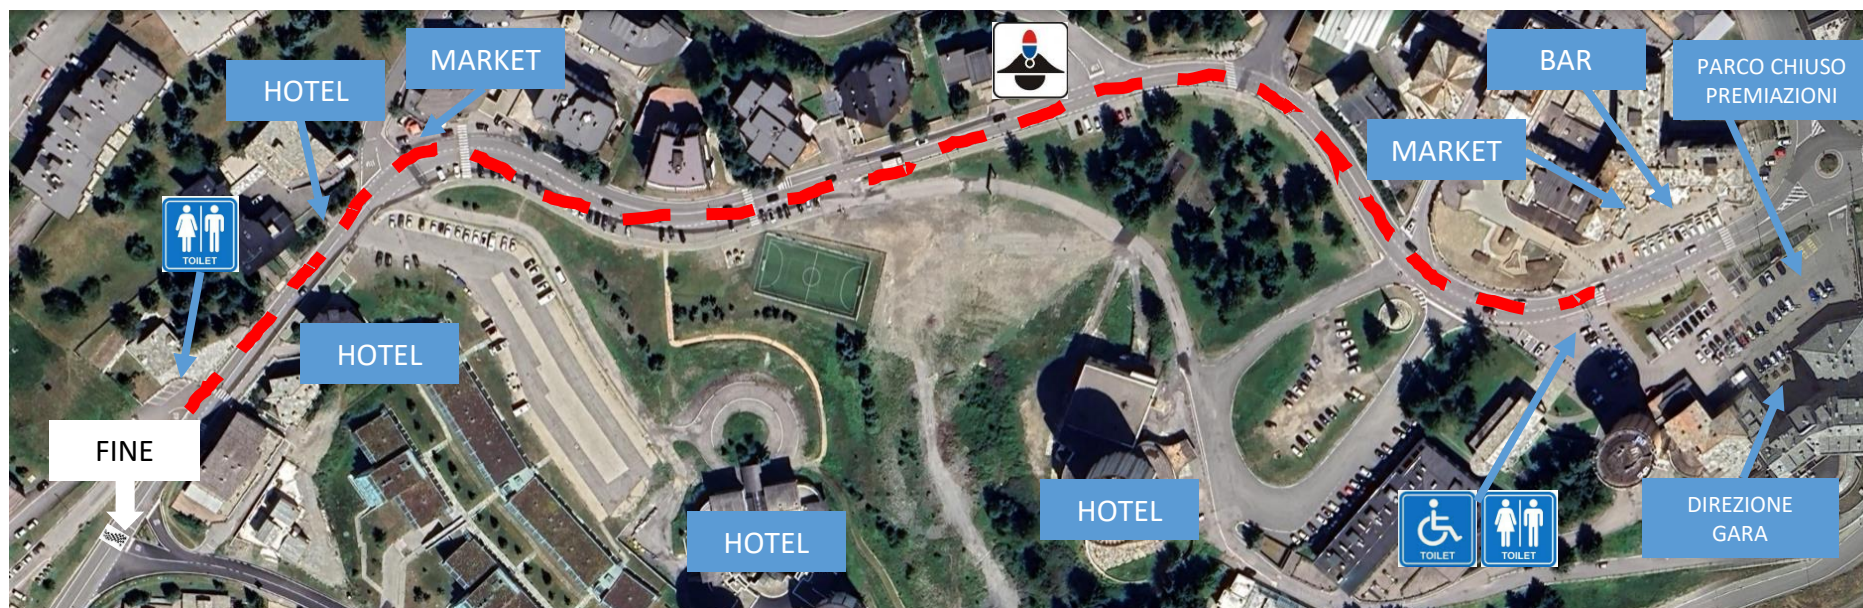 MARKET
BAR
HOTEL
PARCO CHIUSO
PREMIAZIONI
MARKET
TOILET
HOTEL
FINE
HOTEL
HOTEL
TOILET
TOILET
DIREZIONE
GARA